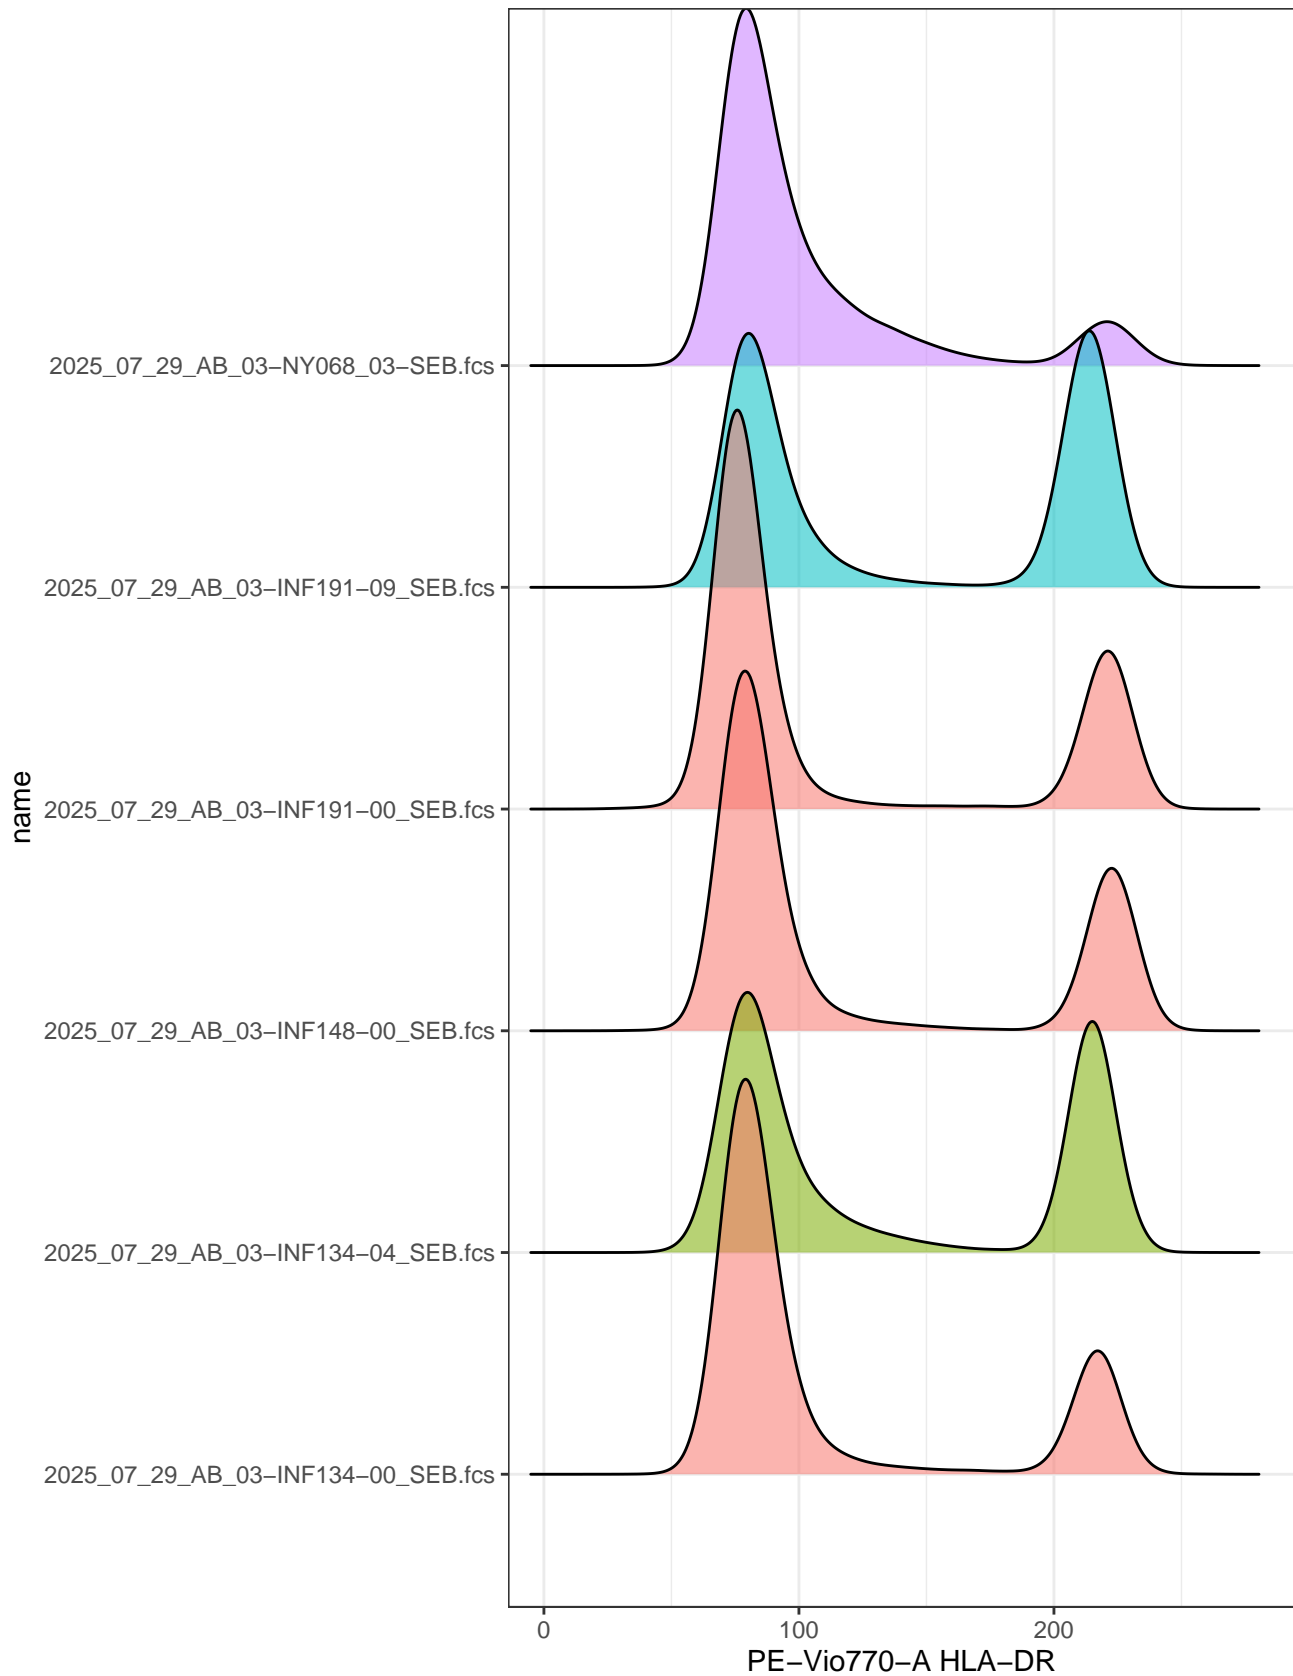 name
2025_07_29_AB_03−NY068_03−SEB.fcs
2025_07_29_AB_03−INF191−09_SEB.fcs
2025_07_29_AB_03−INF191−00_SEB.fcs
2025_07_29_AB_03−INF148−00_SEB.fcs
2025_07_29_AB_03−INF134−04_SEB.fcs
2025_07_29_AB_03−INF134−00_SEB.fcs
0 100 200
PE−Vio770−A HLA−DR